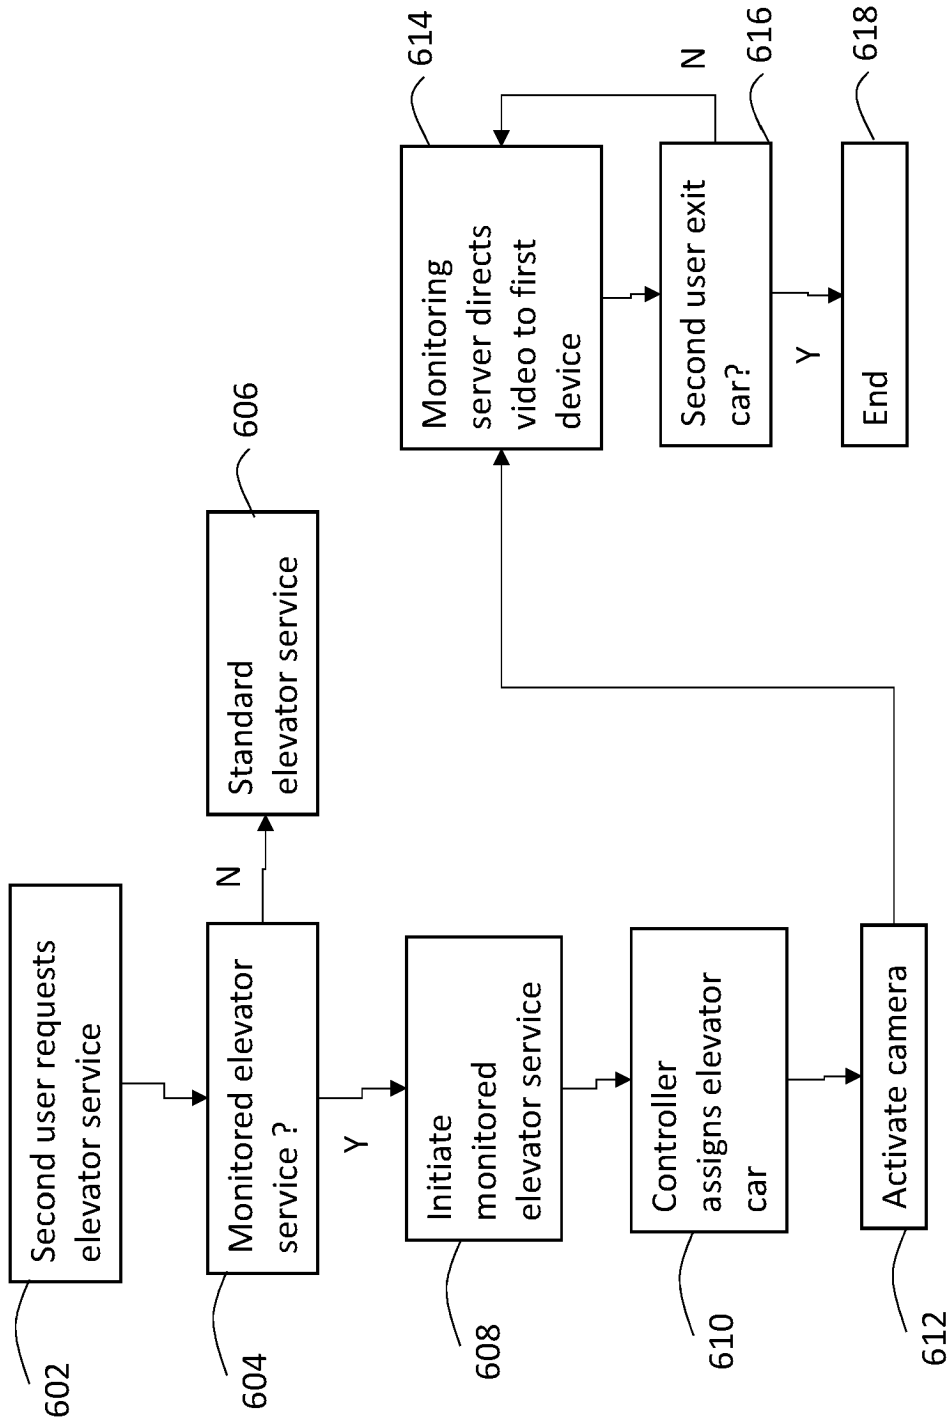 602
Second user requests
elevator service
604
Monitored elevator
service ?
N
Standard
elevator service
606
Y
608
Initiate
monitored
elevator service
610
Controller
assigns elevator
car
612
Activate camera
614
Monitoring
server directs
video to first
device
N
616
Second user exit
car?
Y
618
End